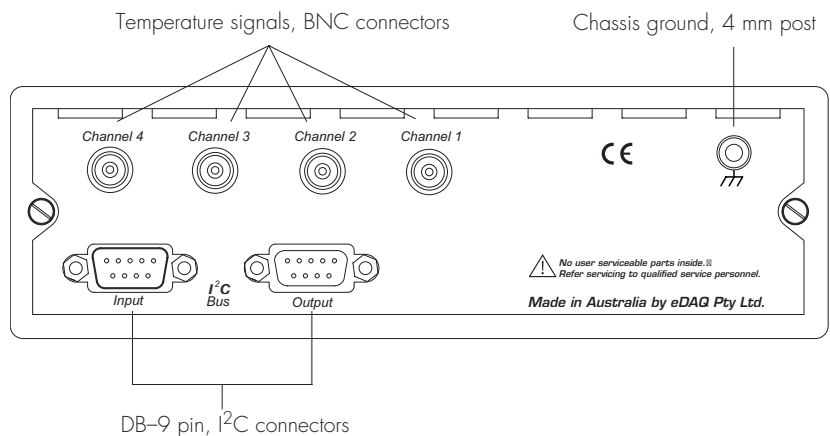 Temperature signals, BNC connectors
Chassis ground, 4 mm post
Channel 4
Channel 3
Channel 2
Channel 1
CE
No user serviceable parts inside.
Refer servicing to qualified service personnel.
Input
I²C
Bus
Output
Made in Australia by eDAQ Pty Ltd.
DB–9 pin, I²C connectors